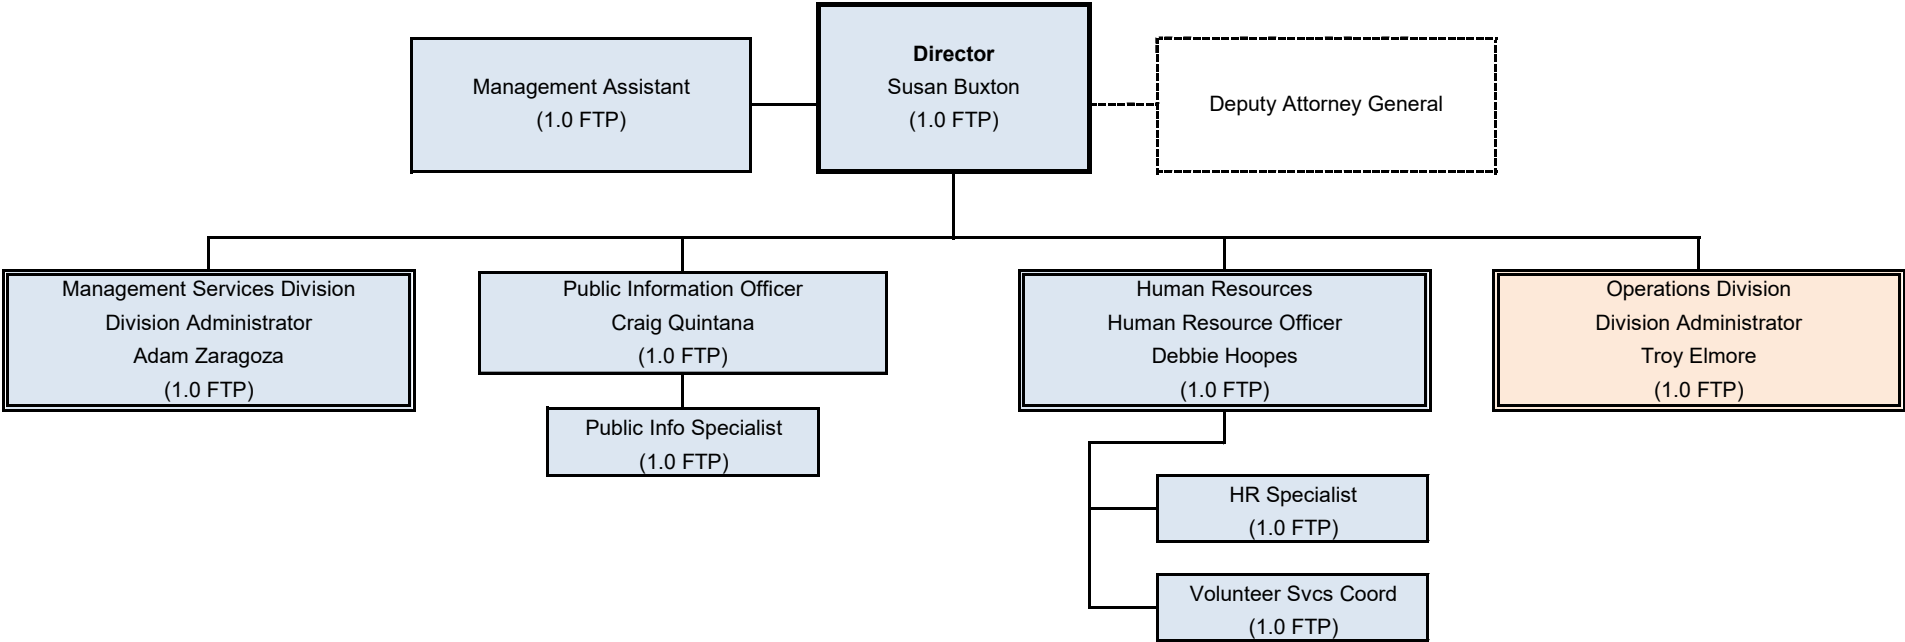 Director
Susan Buxton
(1.0 FTP)
Management Assistant
(1.0 FTP)
Deputy Attorney General
Management Services Division
Division Administrator
Adam Zaragoza
(1.0 FTP)
Public Information Officer
Craig Quintana
(1.0 FTP)
Public Info Specialist
(1.0 FTP)
Human Resources
Human Resource Officer
Debbie Hoopes
(1.0 FTP)
HR Specialist
(1.0 FTP)
Volunteer Svcs Coord
(1.0 FTP)
Operations Division
Division Administrator
Troy Elmore
(1.0 FTP)